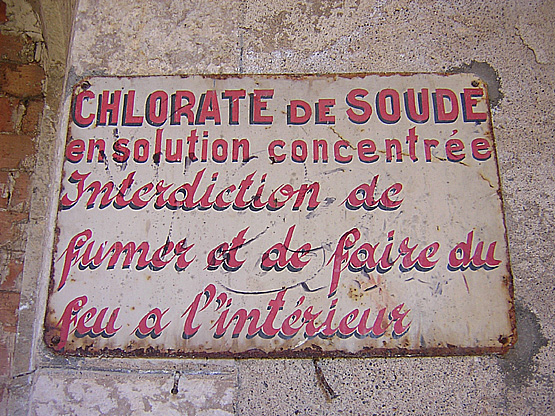 CHLORATE DE SOUDE
en solution concentrée
Interdiction de
fumer et de faire du
feu a l'intérieur